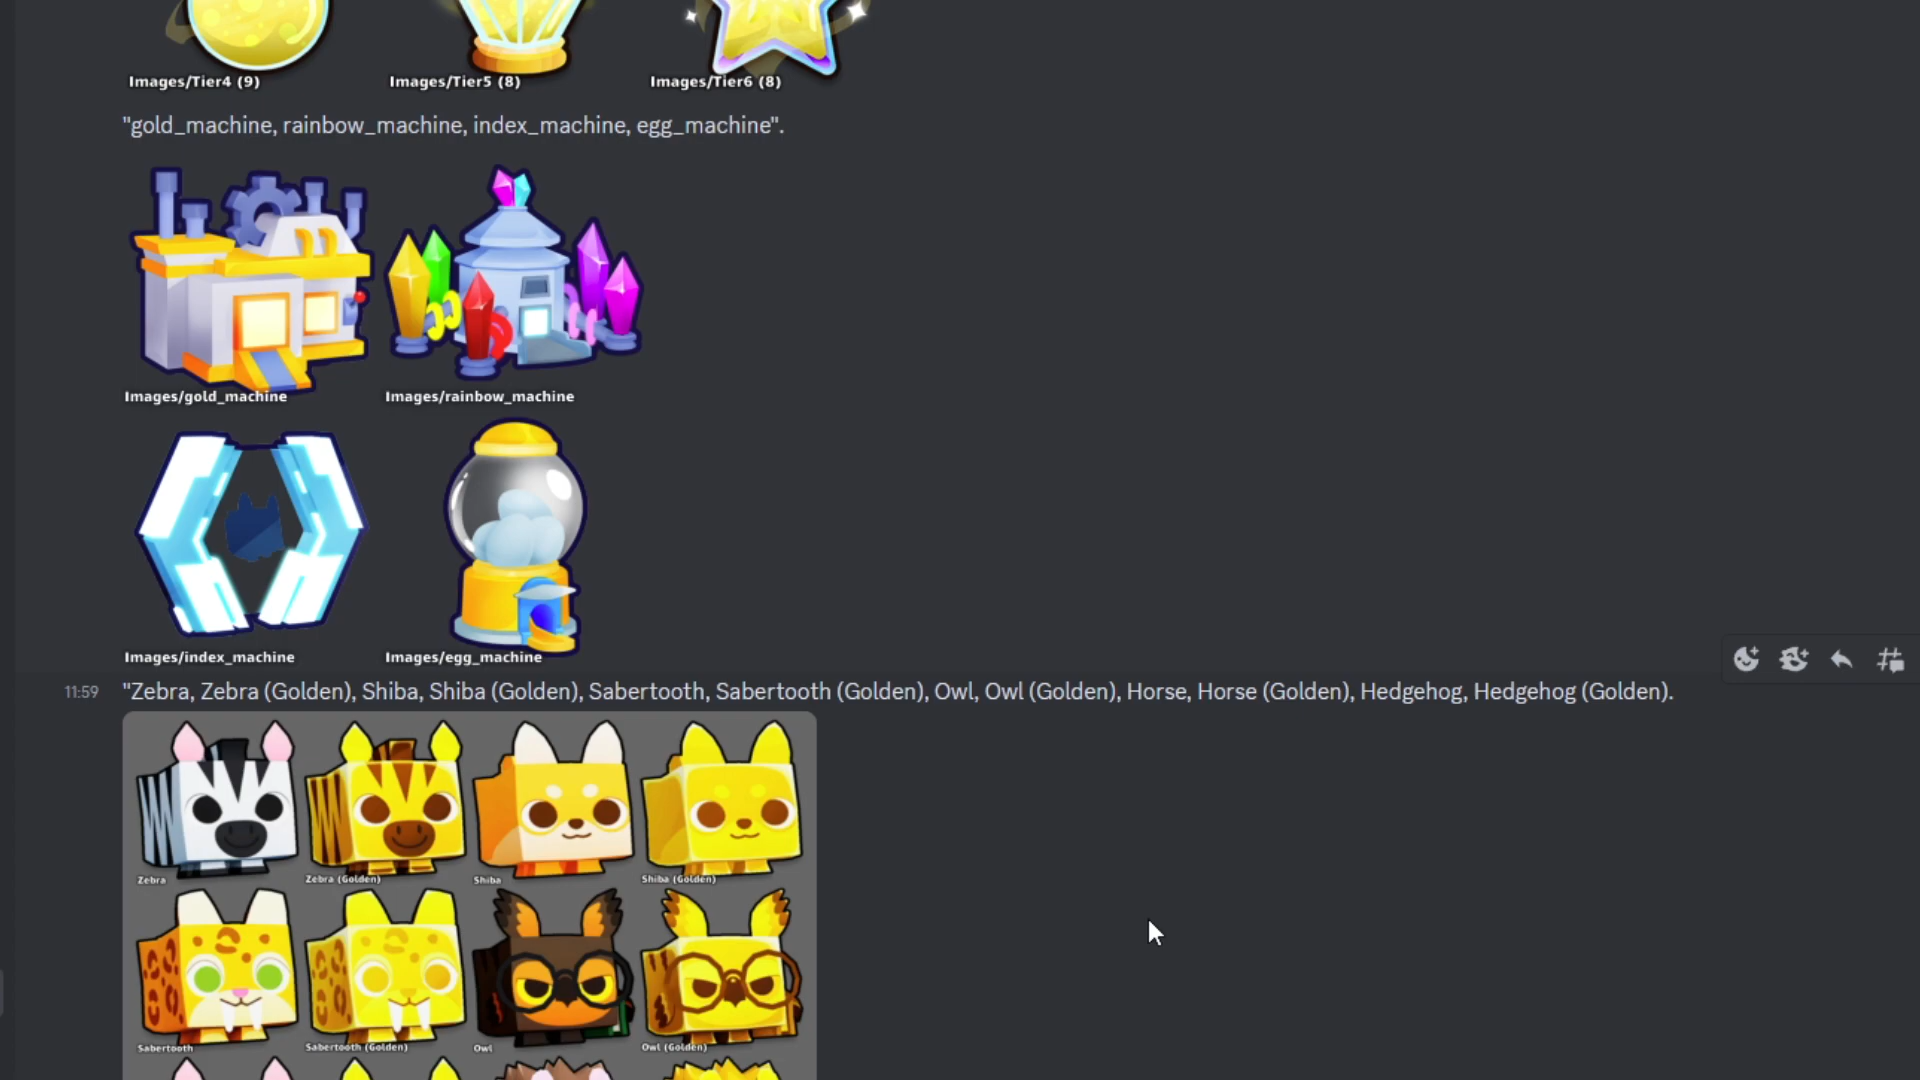 Images/Tier4 (9)
Images/Tier5 (8)
Images/Tier6 (8)
"gold_machine, rainbow_machine, index_machine, egg_machine".
Images/gold_machine
Images/rainbow_machine
Images/index_machine
Images/egg_machine
11:59
"Zebra, Zebra (Golden), Shiba, Shiba (Golden), Sabertooth, Sabertooth (Golden), Owl, Owl (Golden), Horse, Horse (Golden), Hedgehog, Hedgehog (Golden).
Zebra
Zebra (Golden)
Shiba
Shiba (Golden)
Sabertooth
Sabertooth (Golden)
Owl
Owl (Golden)